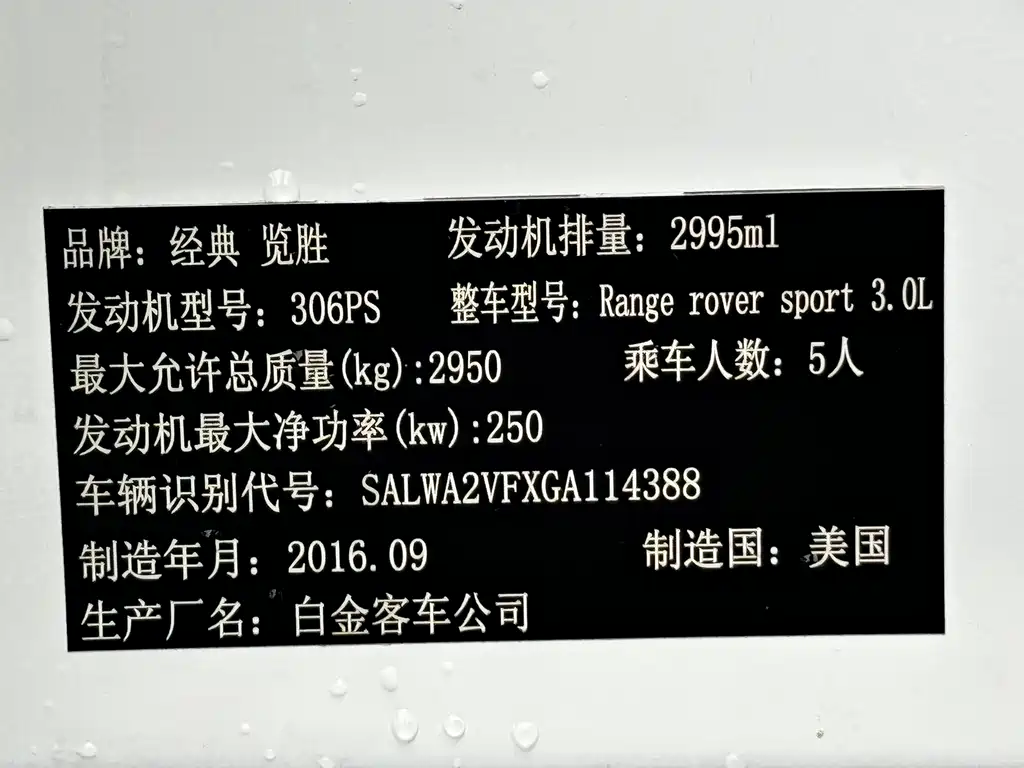 品牌：经典 览胜 发动机排量：2995ml
发动机型号：306PS 整车型号：Range rover sport 3.0L
最大允许总质量(kg):2950 乘车人数：5人
发动机最大净功率(kw):250
车辆识别代号：SALWA2VFXGA114388
制造年月：2016.09 制造国：美国
生产厂名：白金客车公司